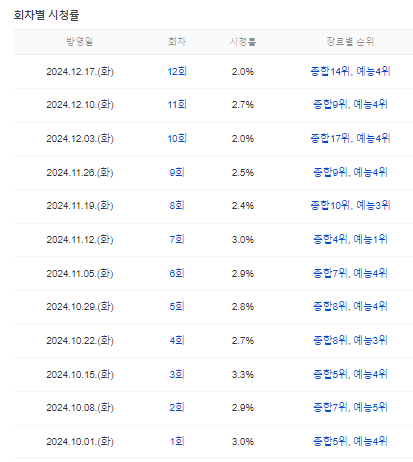 회차별 시청률
방영일 회차 시청률 장르별 순위
2024.12.17.(화) 12회 2.0% 종합14위, 예능4위
2024.12.10.(화) 11회 2.7% 종합9위, 예능4위
2024.12.03.(화) 10회 2.0% 종합17위, 예능4위
2024.11.26.(화) 9회 2.5% 종합9위, 예능4위
2024.11.19.(화) 8회 2.4% 종합10위, 예능3위
2024.11.12.(화) 7회 3.0% 종합4위, 예능1위
2024.11.05.(화) 6회 2.9% 종합7위, 예능4위
2024.10.29.(화) 5회 2.8% 종합8위, 예능4위
2024.10.22.(화) 4회 2.7% 종합8위, 예능3위
2024.10.15.(화) 3회 3.3% 종합5위, 예능4위
2024.10.08.(화) 2회 2.9% 종합7위, 예능5위
2024.10.01.(화) 1회 3.0% 종합5위, 예능4위